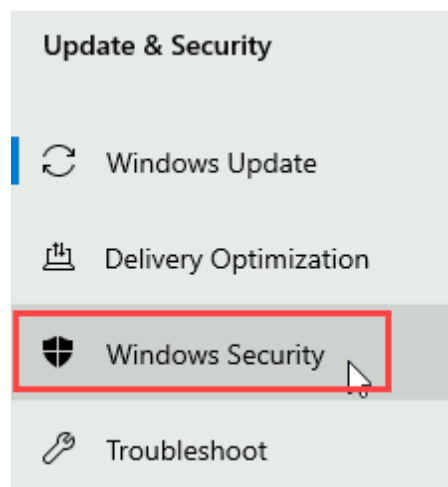 Update & Security
Windows Update
Delivery Optimization
Windows Security
Troubleshoot